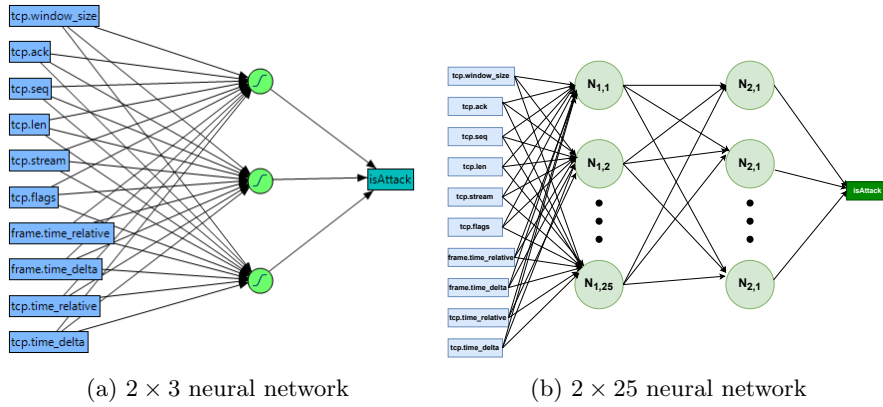 tcp.window_size
tcp.ack
tcp.seq
tcp.len
tcp.stream
tcp.flags
frame.time_relative
frame.time_delta
tcp.time_relative
tcp.time_delta
isAttack
(a) 2 × 3 neural network
tcp.window_size
tcp.ack
tcp.seq
tcp.len
tcp.stream
tcp.flags
frame.time_relative
frame.time_delta
tcp.time_relative
tcp.time_delta
N1,1
N1,2
N1,25
N2,1
N2,1
N2,1
isAttack
(b) 2 × 25 neural network